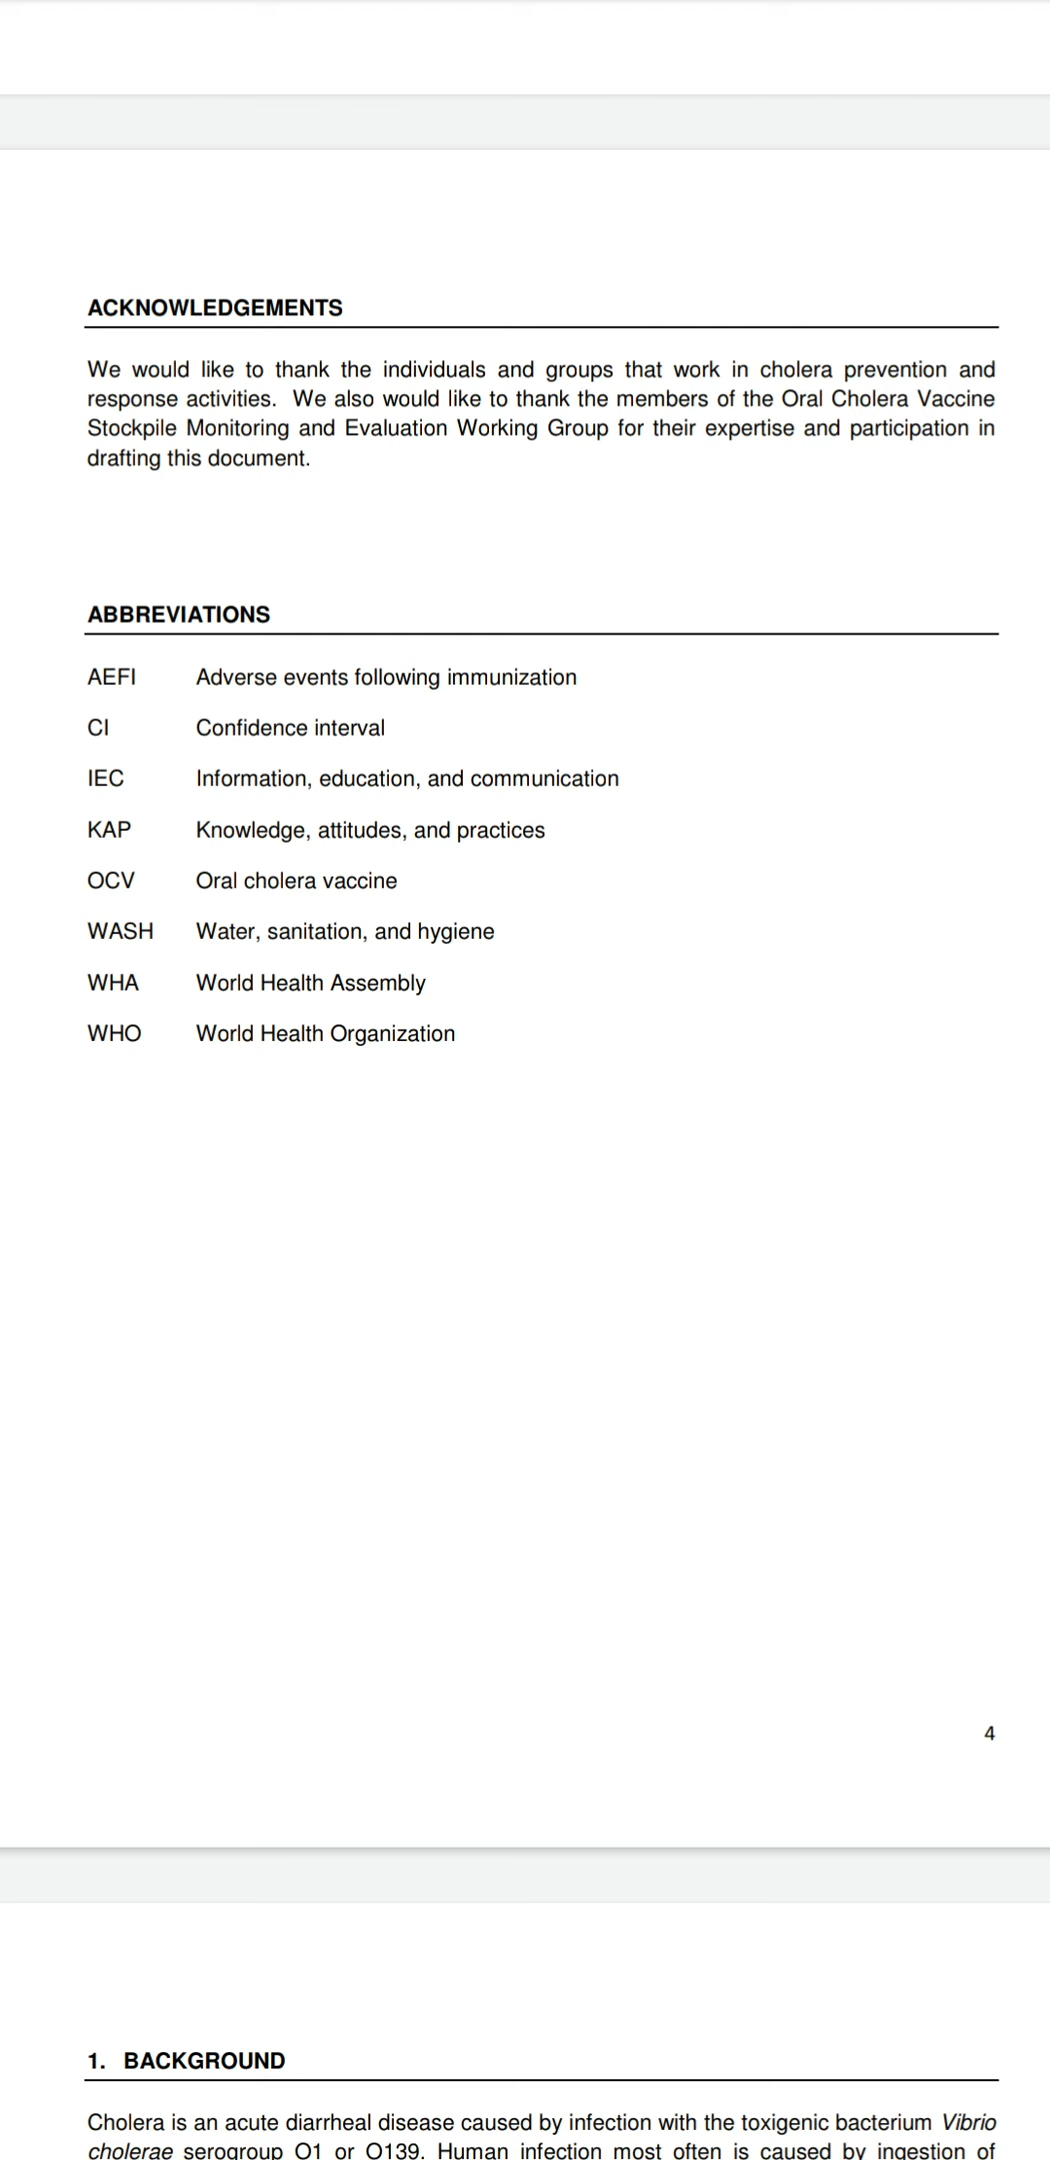 ACKNOWLEDGEMENTS
We would like to thank the individuals and groups that work in cholera prevention and
response activities.  We also would like to thank the members of the Oral Cholera Vaccine
Stockpile Monitoring and Evaluation Working Group for their expertise and participation in
drafting this document.
ABBREVIATIONS
AEFI Adverse events following immunization
CI Confidence interval
IEC Information, education, and communication
KAP Knowledge, attitudes, and practices
OCV Oral cholera vaccine
WASH Water, sanitation, and hygiene
WHA World Health Assembly
WHO World Health Organization
4
1. BACKGROUND
Cholera is an acute diarrheal disease caused by infection with the toxigenic bacterium Vibrio
cholerae serogroup O1 or O139. Human infection most often is caused by ingestion of